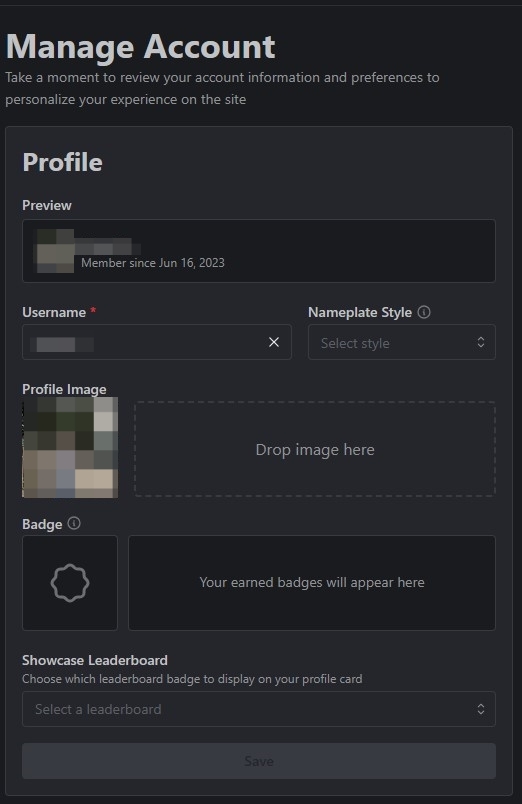 Manage Account
Take a moment to review your account information and preferences to
personalize your experience on the site
Profile
Preview
Member since Jun 16, 2023
Username *
Nameplate Style
Select style
Profile Image
Drop image here
Badge
Your earned badges will appear here
Showcase Leaderboard
Choose which leaderboard badge to display on your profile card
Select a leaderboard
Save